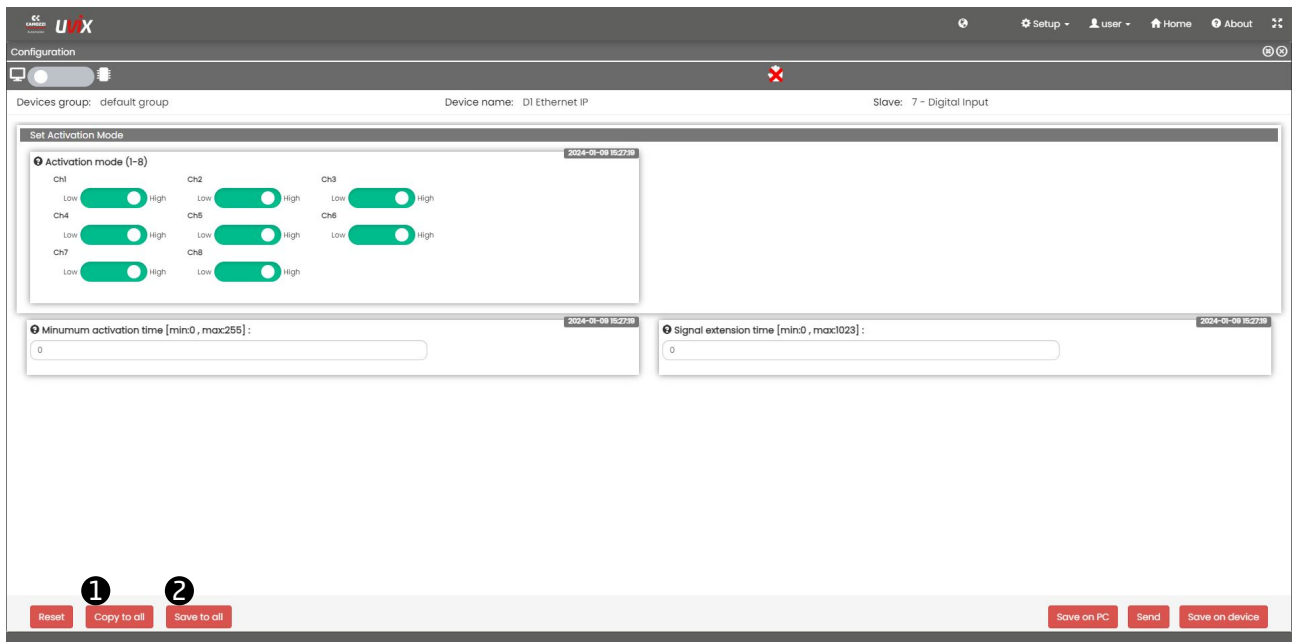 CAMOZZI
Automation
UVIX
Setup
user
Home
About
Configuration
Devices group: default group
Device name: D1 Ethernet IP
Slave: 7 - Digital Input
Set Activation Mode
Activation mode (1-8)
2024-01-09 15:27:19
Ch1
Ch2
Ch3
Low High
Low High
Low High
Ch4
Ch5
Ch6
Low High
Low High
Low High
Ch7
Ch8
Low High
Low High
Minumum activation time [min:0 , max:255] :
2024-01-09 15:27:19
0
Signal extension time [min:0 , max:1023] :
2024-01-09 15:27:19
0
1
2
Reset
Copy to all
Save to all
Save on PC
Send
Save on device